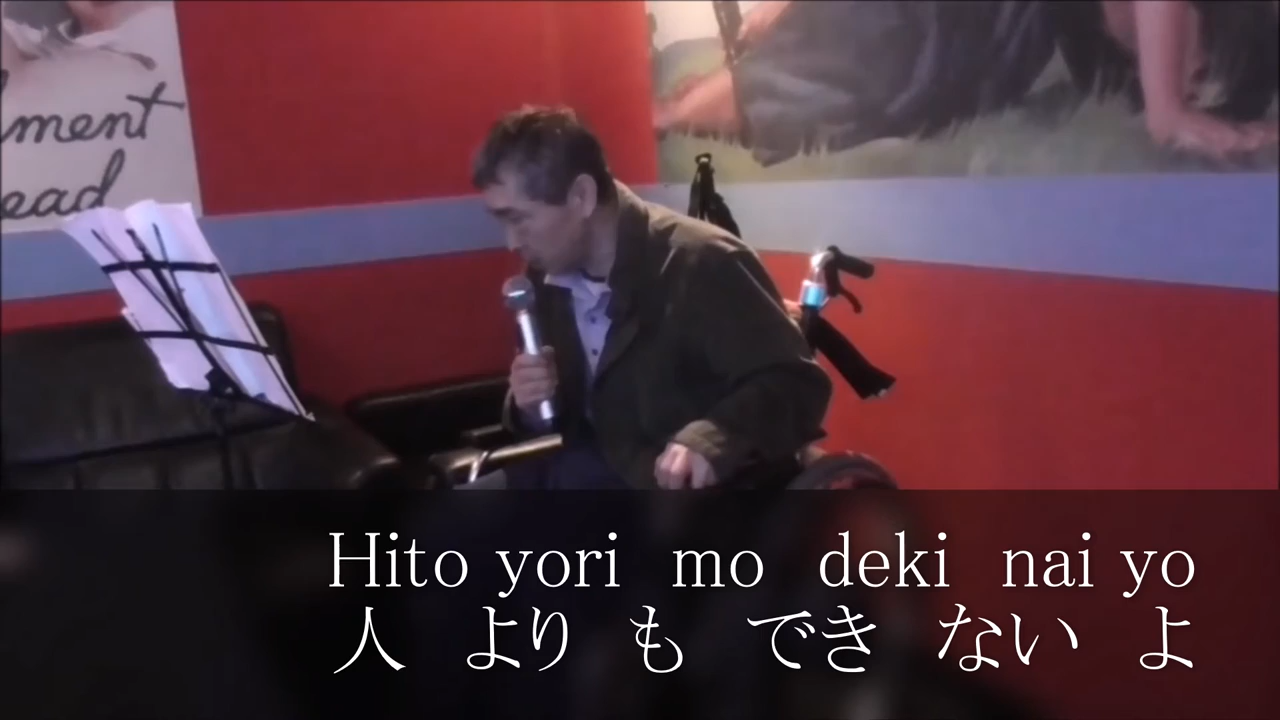 ment
ead
Hito yori mo deki nai yo
人 より も でき ない よ